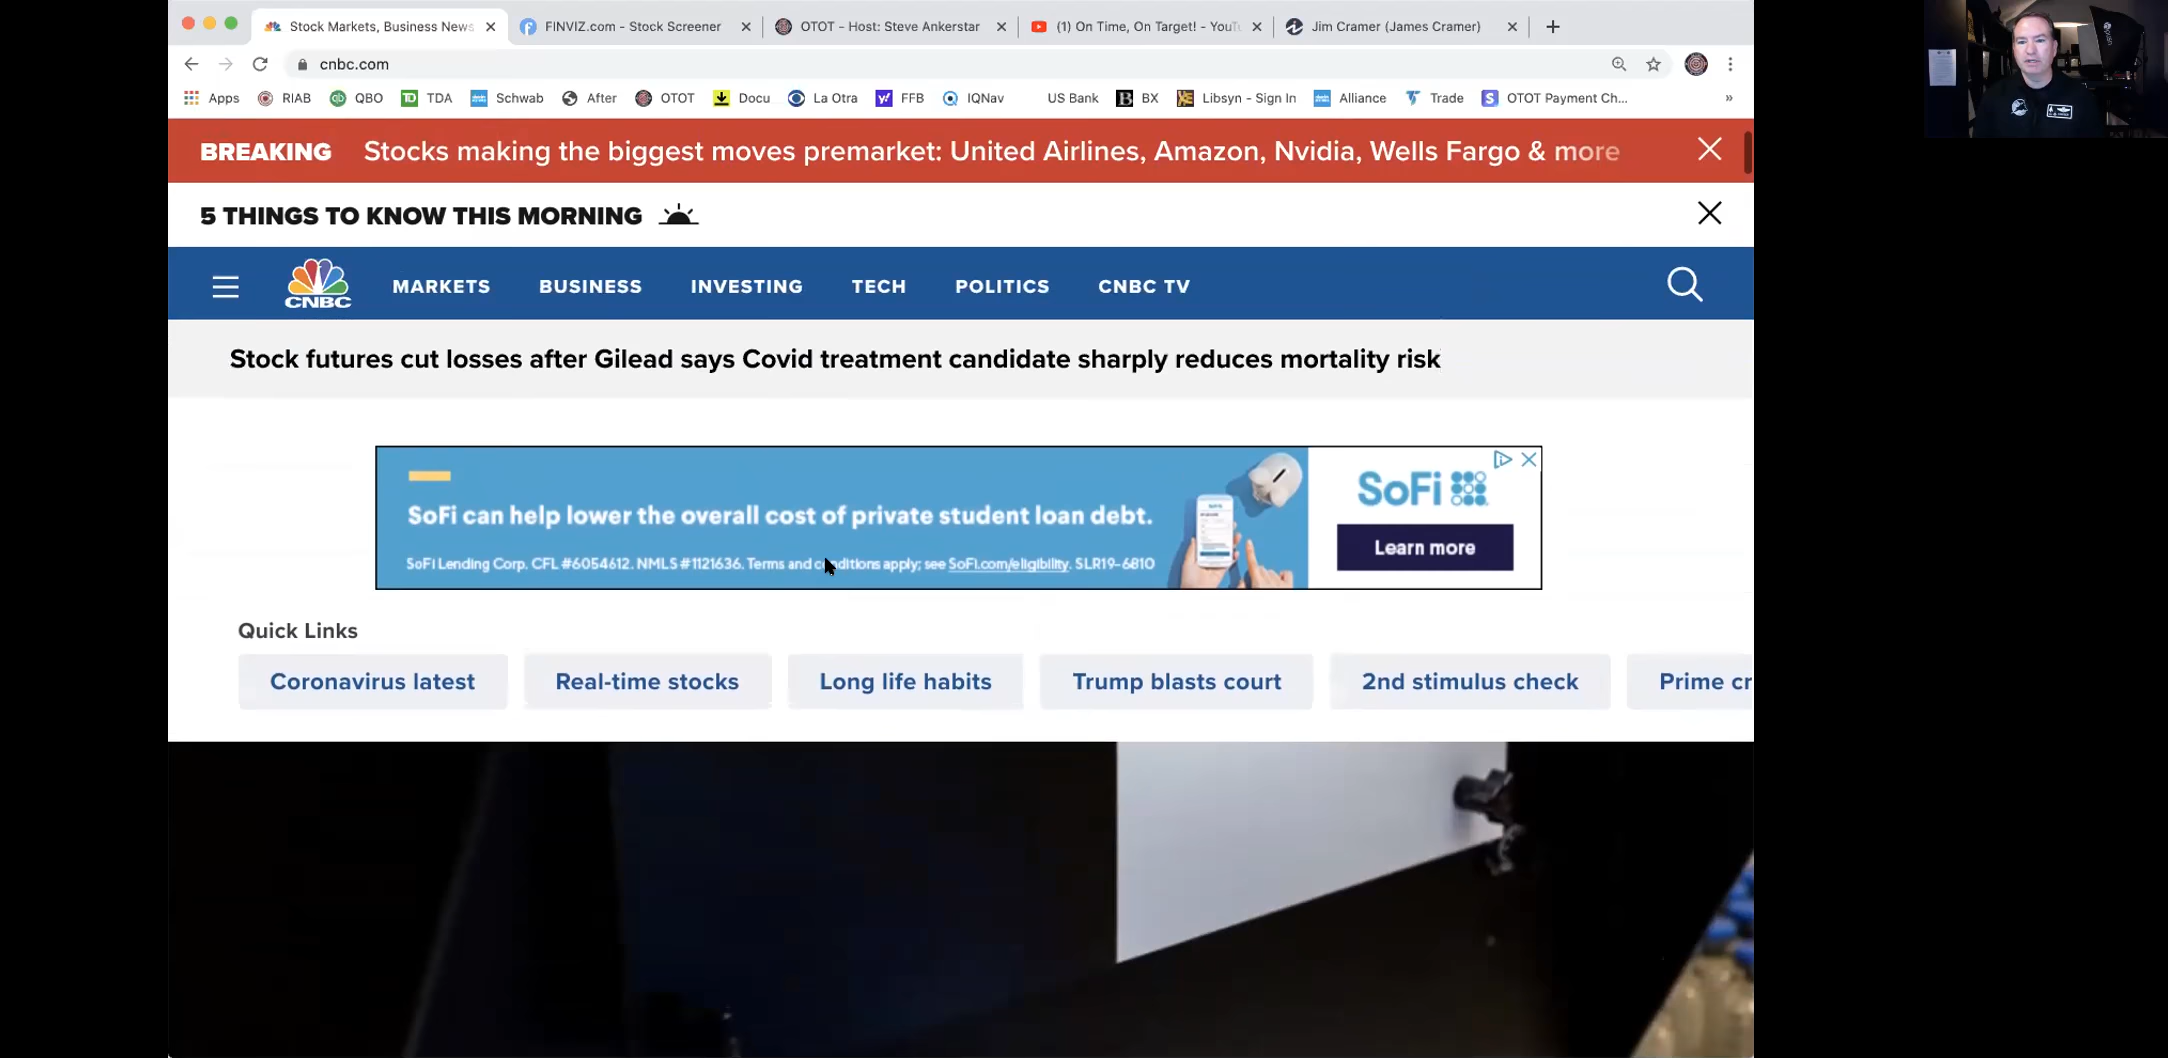 Stock Markets, Business News
FINVIZ.com - Stock Screener
OTOT - Host: Steve Ankerstar
(1) On Time, On Target! - YouTu
Jim Cramer (James Cramer)
cnbc.com
Apps RIAB QBO TDA Schwab After OTOT Docu La Otra FFB IQNav US Bank BX Libsyn - Sign In Alliance Trade OTOT Payment Ch... »
BREAKING Stocks making the biggest moves premarket: United Airlines, Amazon, Nvidia, Wells Fargo & more
5 THINGS TO KNOW THIS MORNING
CNBC MARKETS BUSINESS INVESTING TECH POLITICS CNBC TV
Stock futures cut losses after Gilead says Covid treatment candidate sharply reduces mortality risk
SoFi can help lower the overall cost of private student loan debt.
SoFi Lending Corp. CFL #6054612. NMLS #1121636. Terms and conditions apply; see SoFi.com/eligibility. SLR19-6810
SoFi
Learn more
Quick Links
Coronavirus latest Real-time stocks Long life habits Trump blasts court 2nd stimulus check Prime cr